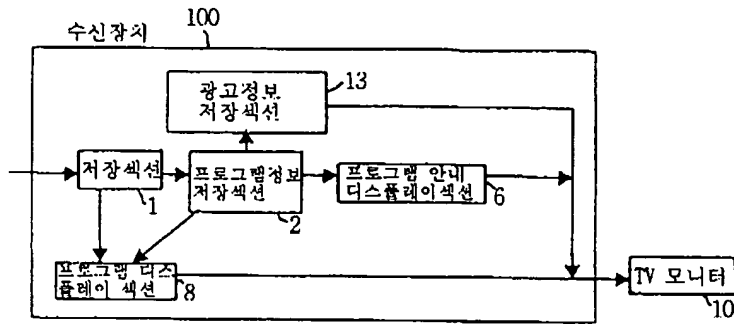 수신장치
100
광고정보
저장섹션
13
저장섹션
1
프로그램정보
저장섹션
2
프로그램 안내
디스플레이섹션
6
프로그램 디스
플레이 섹션
8
TV 모니터
10